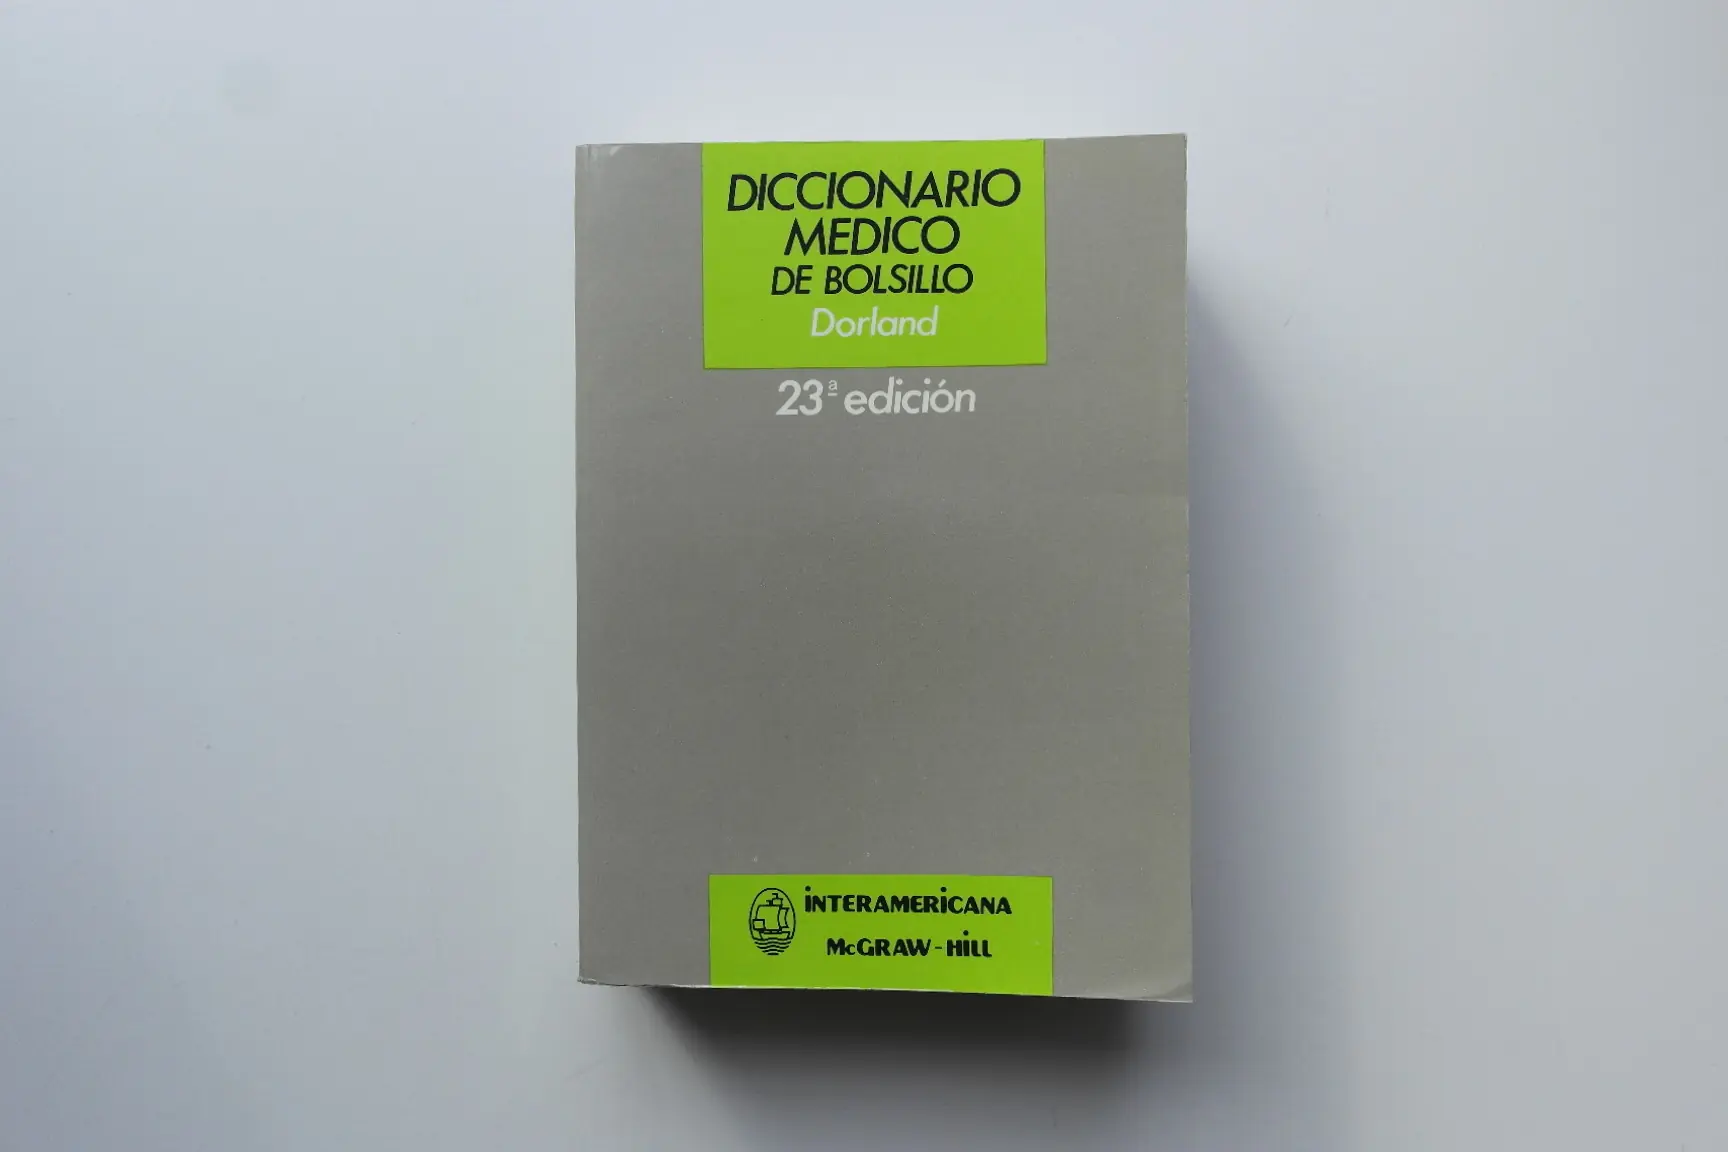 DICCIONARIO
MEDICO
DE BOLSILLO
Dorland
23ª edición
INTERAMERICANA
McGRAW-HILL